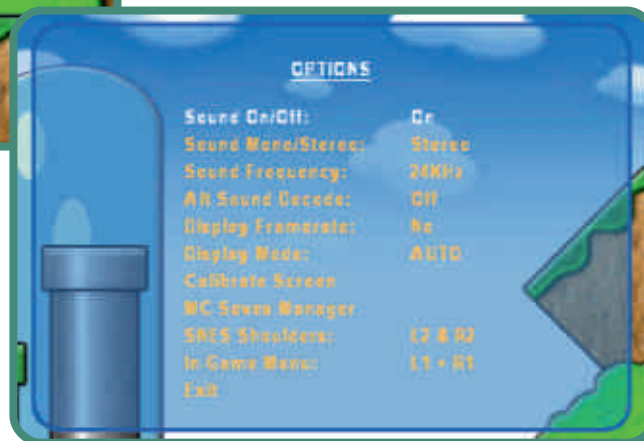 OPTIONS
Sound On/Off: On
Sound Mono/Stereo: Stereo
Sound Frequency: 24KHz
Alt Sound Decode: Off
Display Framerate: No
Display Mode: AUTO
Calibrate Screen
MC Saves Manager
SNES Shoulders: L2 & R2
In-Game Menu: L1 + R1
Exit